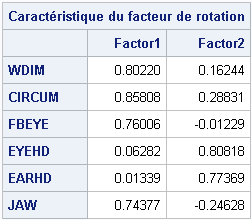 Caractéristique du facteur de rotation
Factor1 Factor2
WDIM 0.80220 0.16244
CIRCUM 0.85808 0.28831
FBEYE 0.76006 -0.01229
EYEHD 0.06282 0.80818
EARHD 0.01339 0.77369
JAW 0.74377 -0.24628